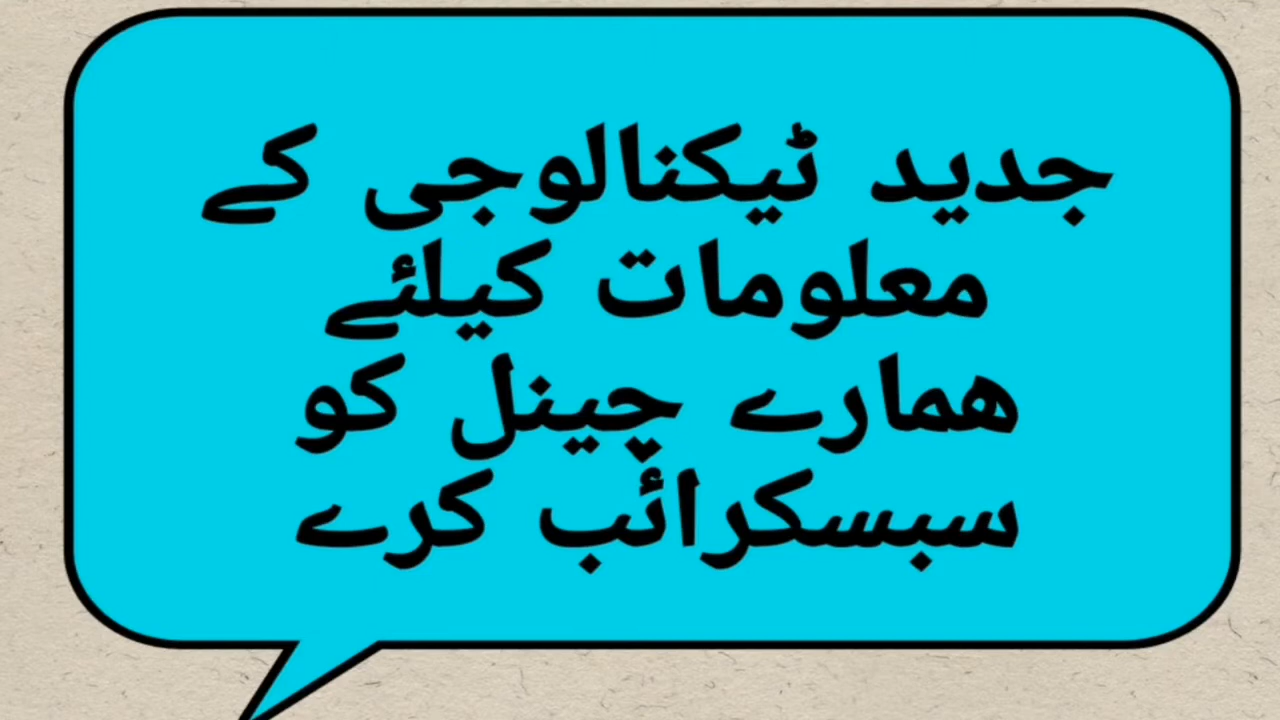 جدید ٹیکنالوجی کے
معلومات کیلئے
ھمارے چینل کو
سبسکرائب کرے